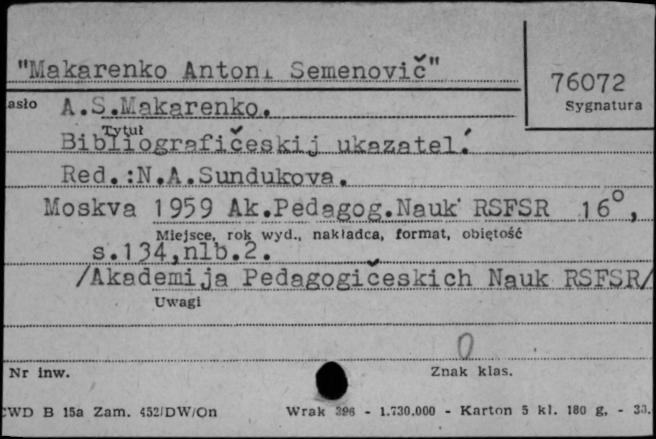 "Makarenko Antoni Semenovič"
76072
Sygnatura
asło A.S.Makarenko.
Tytuł
Bibliografičeskij ukazatel'.
Red.:N.A.Sundukova.
Moskva 1959 Ak.Pedagog.Nauk RSFSR 16°,
Miejsce, rok wyd., nakładca, format, objętość
s.134,nlb.2.
/Akademija Pedagogičeskich Nauk RSFSR/
Uwagi
0
Nr inw. Znak klas.
CWD B 15a Zam. 452/DW/On Wrak 396 - 1.730.000 - Karton 5 kl. 180 g, - 33.